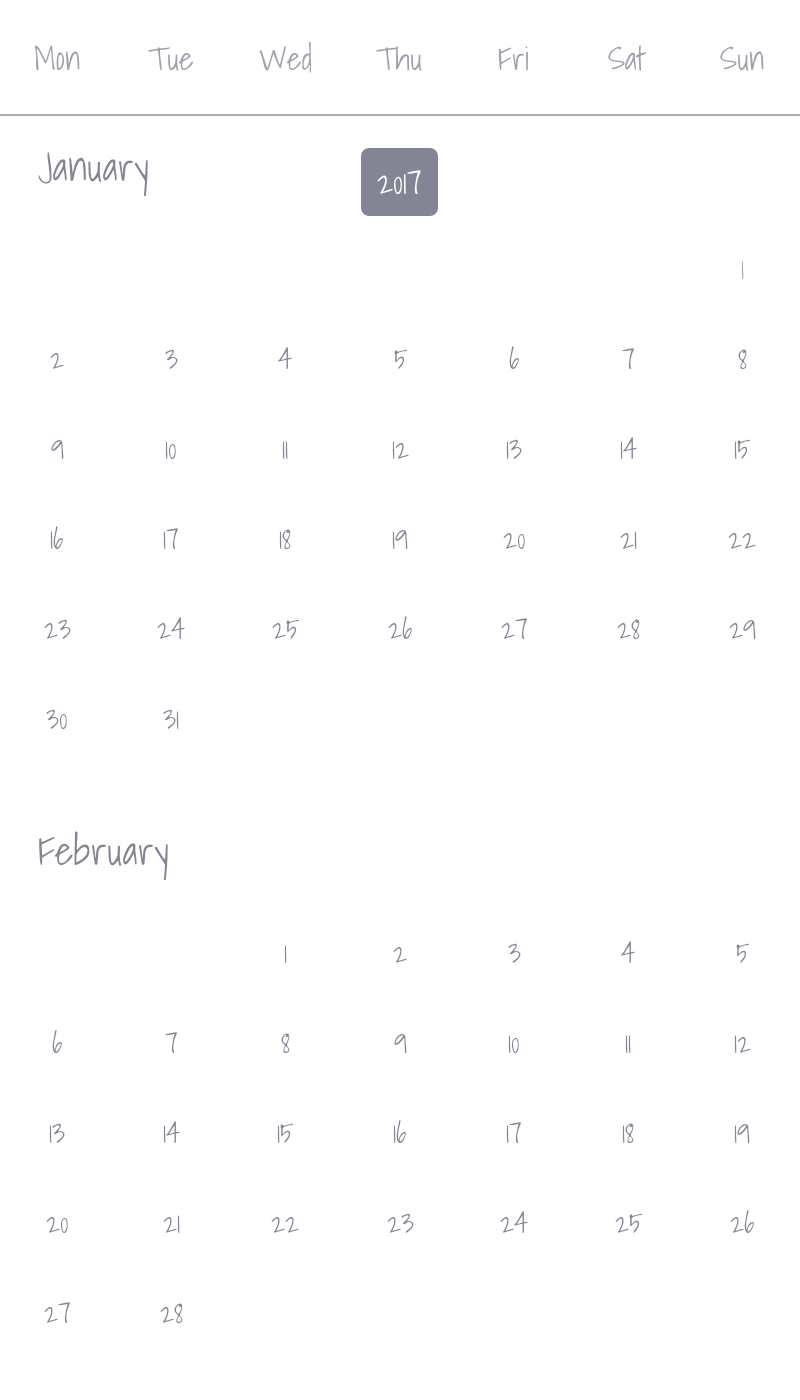 Mon Tue Wed Thu Fri Sat Sun
January 2017
1
2 3 4 5 6 7 8
9 10 11 12 13 14 15
16 17 18 19 20 21 22
23 24 25 26 27 28 29
30 31
February
1 2 3 4 5
6 7 8 9 10 11 12
13 14 15 16 17 18 19
20 21 22 23 24 25 26
27 28